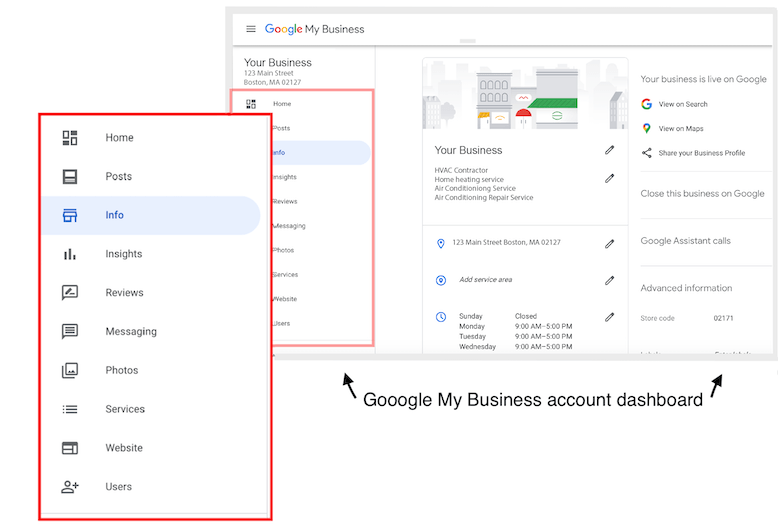 Google My Business
Your Business
123 Main Street
Boston, MA 02127
Home
Posts
Info
Insights
Reviews
Messaging
Photos
Services
Website
Users
Your Business
HVAC Contractor
Home heating service
Air Conditioniong Service
Air Conditioning Repair Service
123 Main Street Boston, MA 02127
Add service area
Sunday Closed
Monday 9:00 AM–5:00 PM
Tuesday 9:00 AM–5:00 PM
Wednesday 9:00 AM–5:00 PM
Your business is live on Google
View on Search
View on Maps
Share your Business Profile
Close this business on Google
Google Assistant calls
Advanced information
Store code 02171
Home
Posts
Info
Insights
Reviews
Messaging
Photos
Services
Website
Users
Gooogle My Business account dashboard